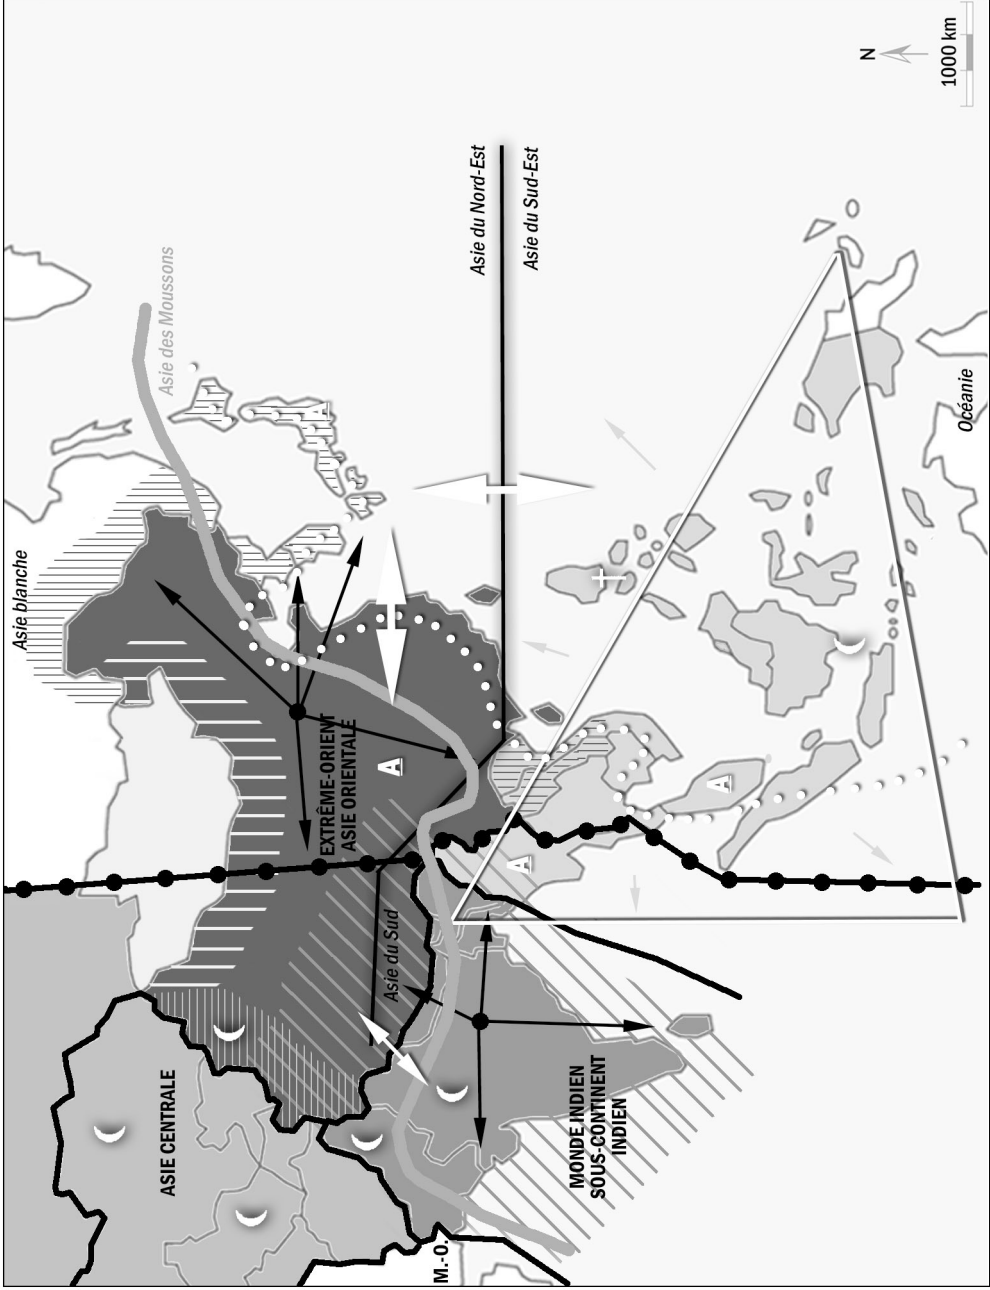 Asie blanche
Asie des Moussons
N
1000 km
Asie du Nord-Est
Asie du Sud-Est
ASIE CENTRALE
EXTRÊME-ORIENT
ASIE ORIENTALE
A
A
A
A
Asie du Sud
MONDE INDIEN
SOUS-CONTINENT
INDIEN
M.-O.
Océanie